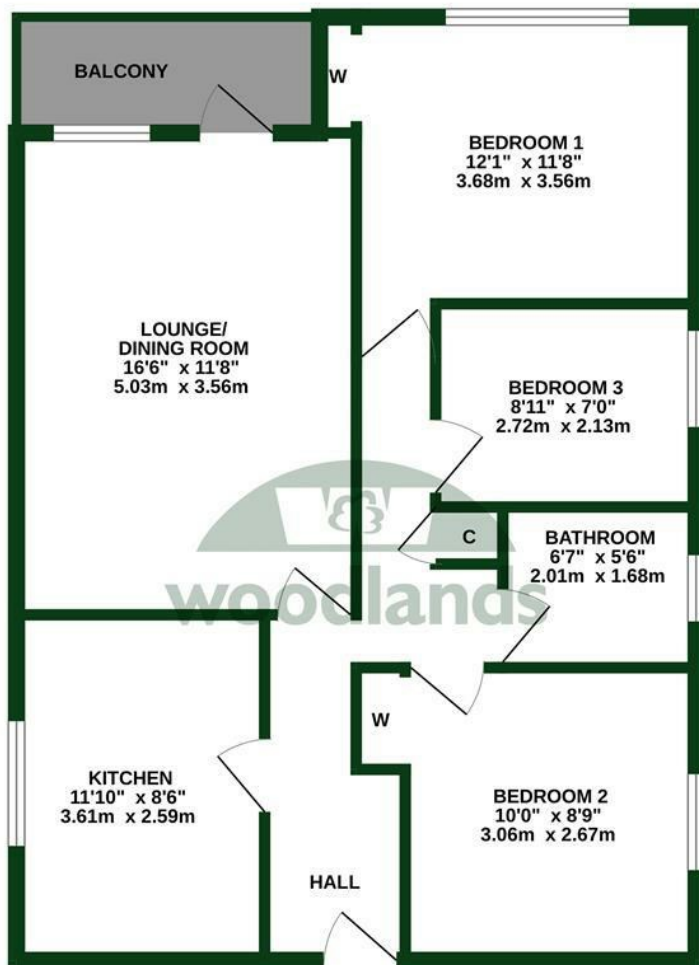 BALCONY
W
BEDROOM 1
12'1" x 11'8"
3.68m x 3.56m
LOUNGE/
DINING ROOM
16'6" x 11'8"
5.03m x 3.56m
BEDROOM 3
8'11" x 7'0"
2.72m x 2.13m
C
BATHROOM
6'7" x 5'6"
2.01m x 1.68m
woodlands
W
KITCHEN
11'10" x 8'6"
3.61m x 2.59m
BEDROOM 2
10'0" x 8'9"
3.06m x 2.67m
HALL